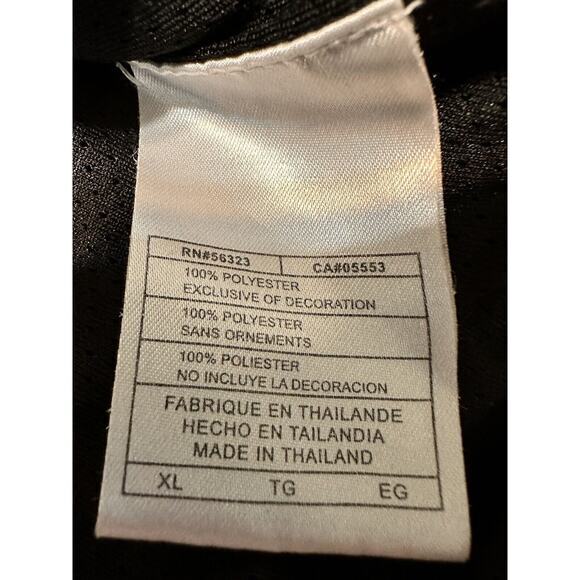 RN#56323 CA#05553
100% POLYESTER
EXCLUSIVE OF DECORATION
100% POLYESTER
SANS ORNEMENTS
100% POLIESTER
NO INCLUYE LA DECORACION
FABRIQUE EN THAILANDE
HECHO EN TAILANDIA
MADE IN THAILAND
XL TG EG